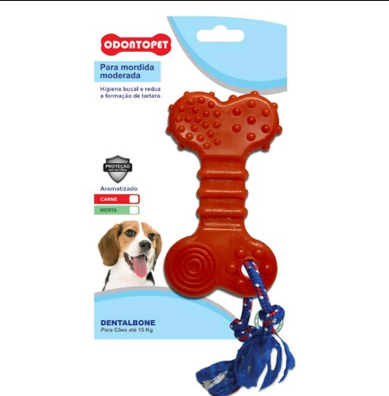 ODONTOPET
Para mordida
moderada
Higiene bucal e reduz
a formação de tartaro
PROTEÇÃO
Aromatizado
CARNE
MENTA
DENTALBONE
Para Cães até 15 Kg